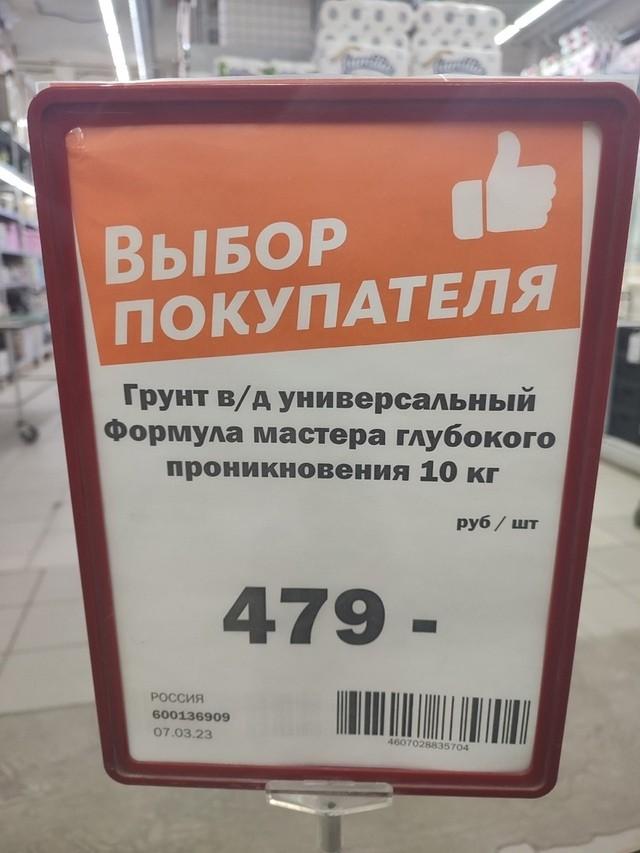 ВЫБОР
ПОКУПАТЕЛЯ
Грунт в/д универсальный
Формула мастера глубокого
проникновения 10 кг
руб / шт
479 -
РОССИЯ
600136909
07.03.23
4607028835704